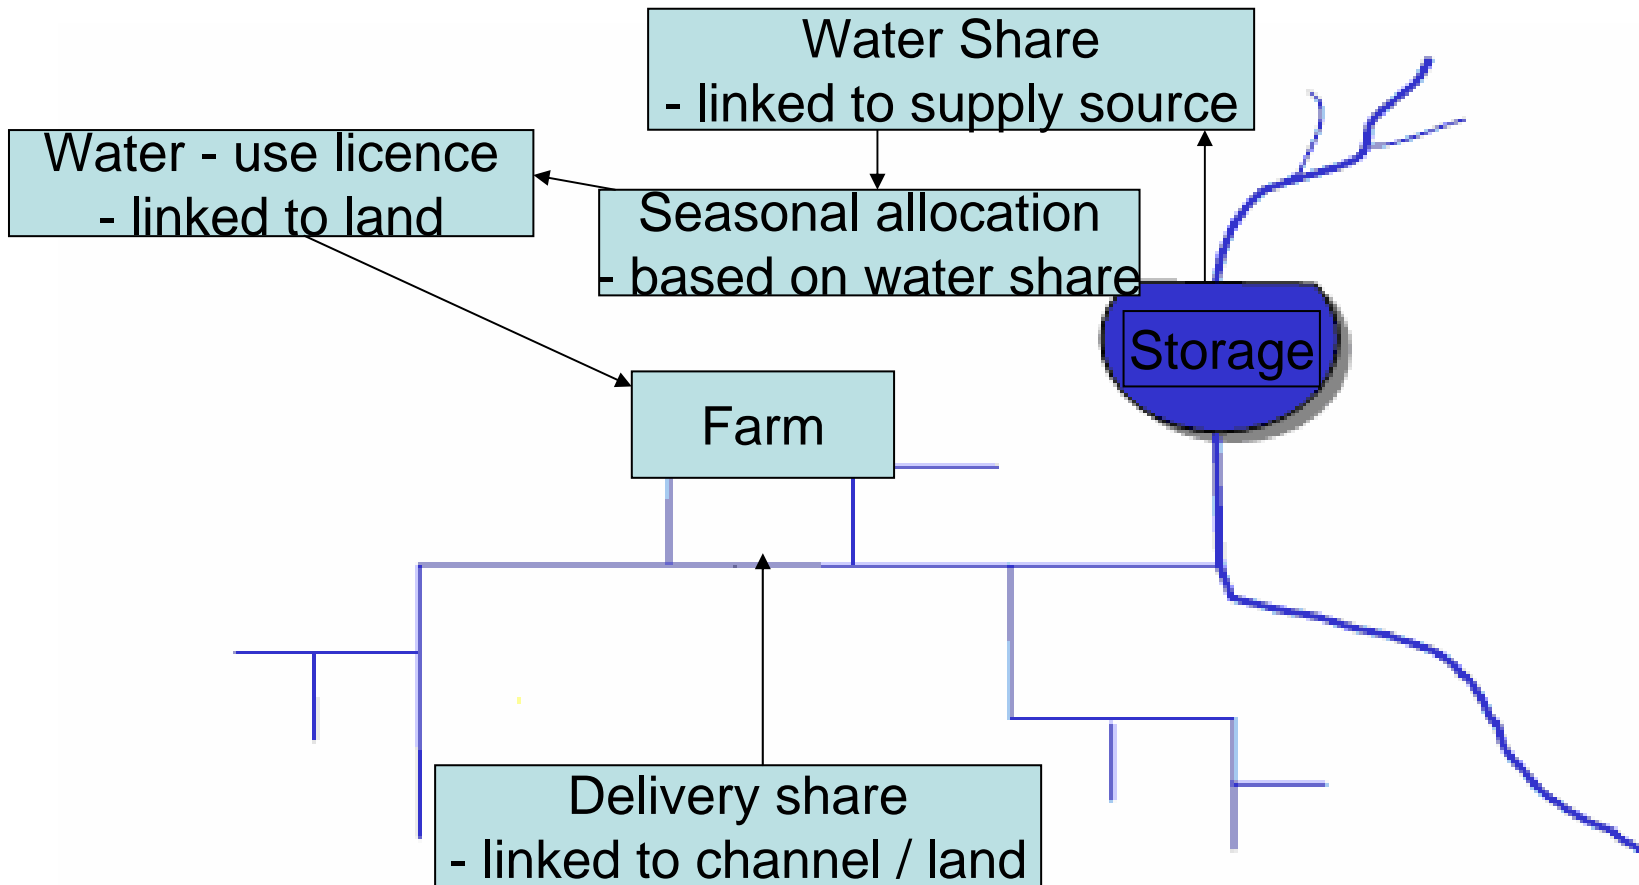 Water Share
- linked to supply source
Water - use licence
- linked to land
Seasonal allocation
- based on water share
Storage
Farm
Delivery share
- linked to channel / land